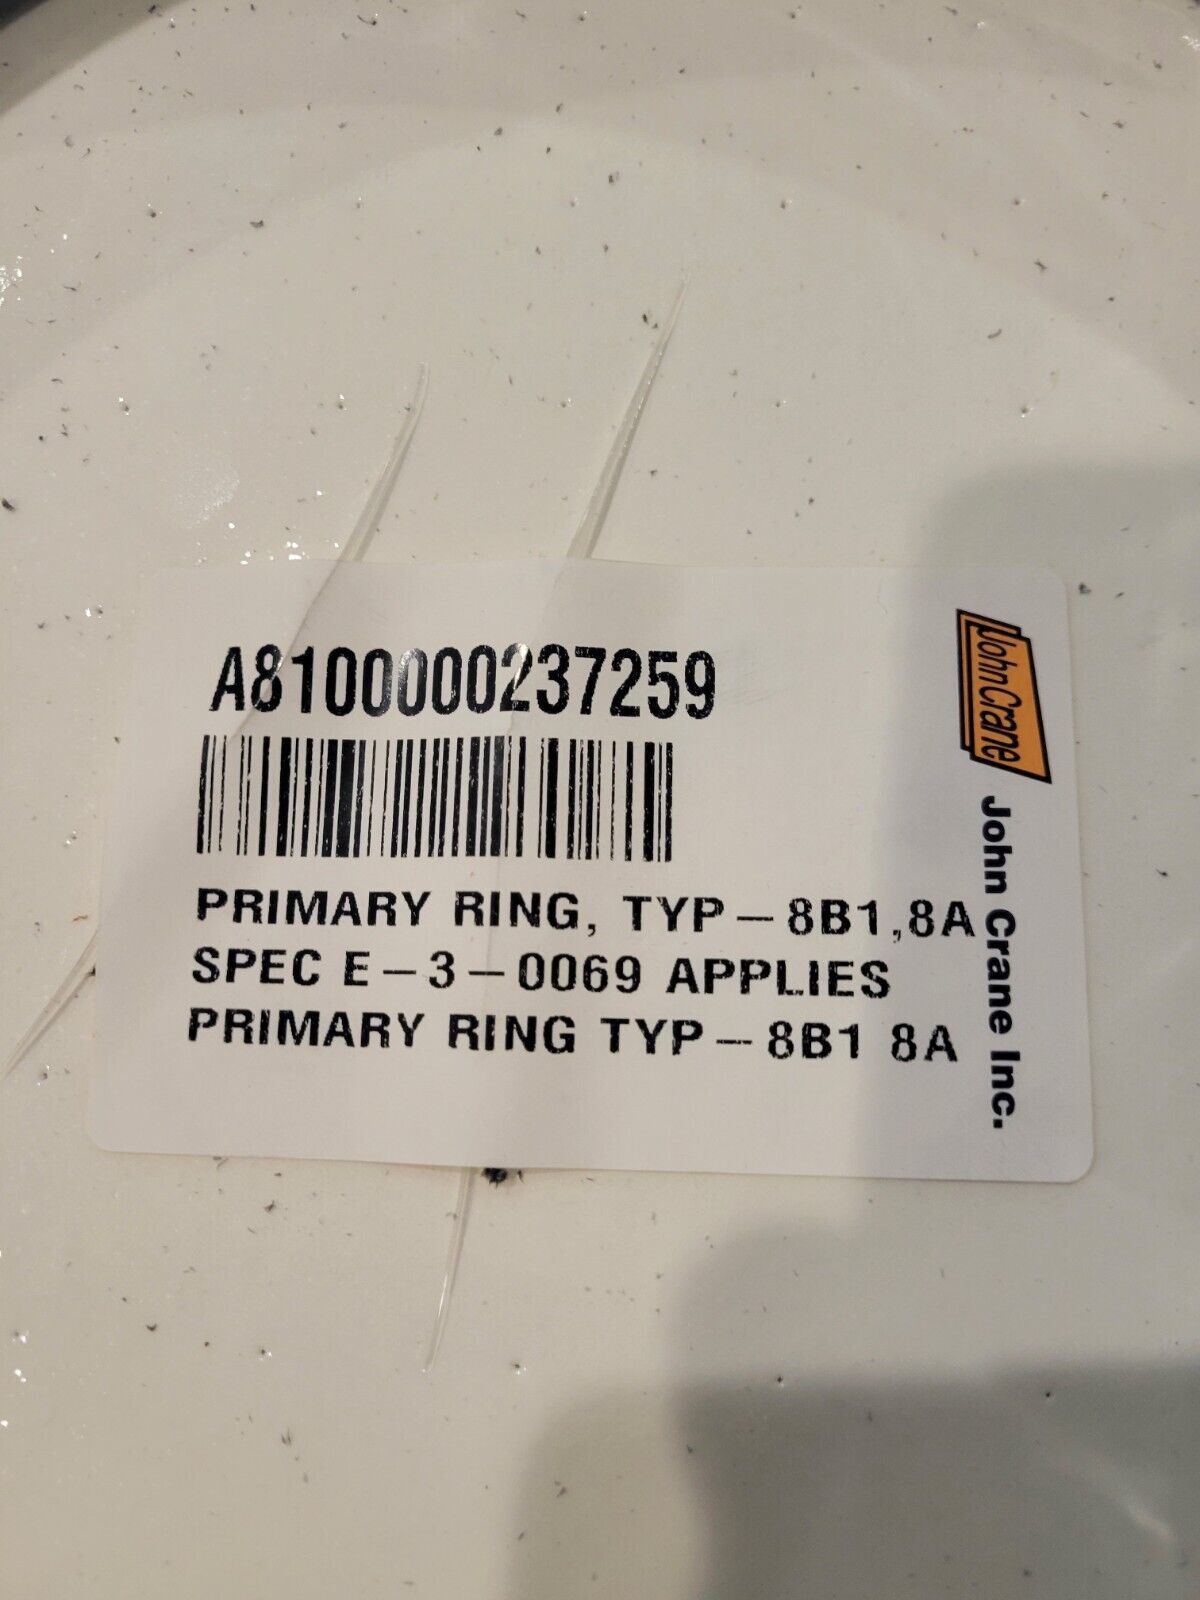 A8100000237259
PRIMARY RING, TYP-8B1,8A
SPEC E-3-0069 APPLIES
PRIMARY RING TYP-8B1 8A
John Crane
John Crane Inc.